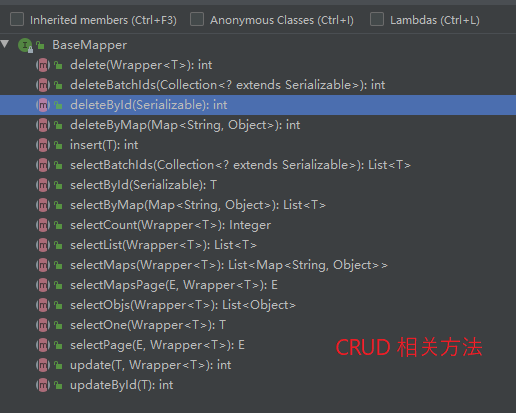 Inherited members (Ctrl+F3) Anonymous Classes (Ctrl+I) Lambdas (Ctrl+L)
BaseMapper
delete(Wrapper<T>): int
deleteBatchIds(Collection<? extends Serializable>): int
deleteById(Serializable): int
deleteByMap(Map<String, Object>): int
insert(T): int
selectBatchIds(Collection<? extends Serializable>): List<T>
selectById(Serializable): T
selectByMap(Map<String, Object>): List<T>
selectCount(Wrapper<T>): Integer
selectList(Wrapper<T>): List<T>
selectMaps(Wrapper<T>): List<Map<String, Object>>
selectMapsPage(E, Wrapper<T>): E
selectObjs(Wrapper<T>): List<Object>
selectOne(Wrapper<T>): T
selectPage(E, Wrapper<T>): E
CRUD 相关方法
update(T, Wrapper<T>): int
updateById(T): int